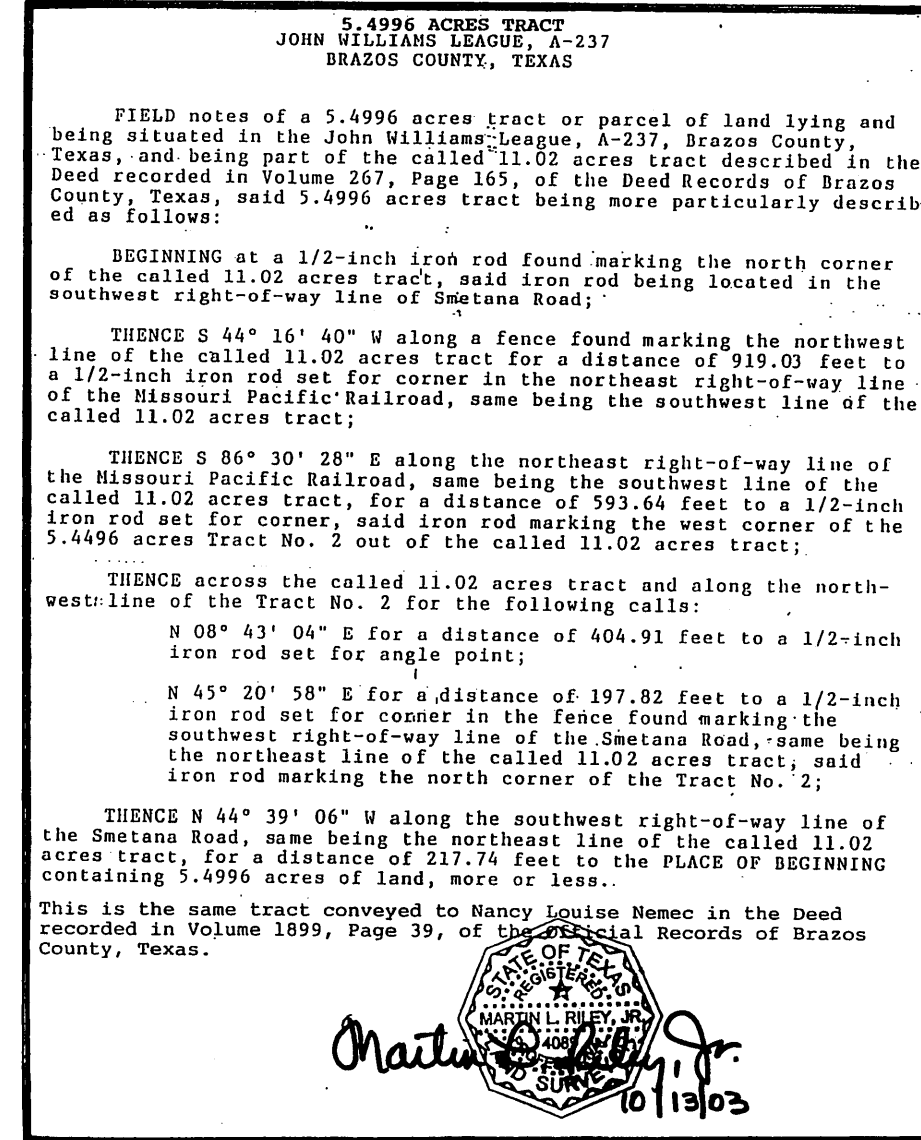 5.4996 ACRES TRACT
JOHN WILLIAMS LEAGUE, A-237
BRAZOS COUNTY, TEXAS
FIELD notes of a 5.4996 acres tract or parcel of land lying and
being situated in the John Williams League, A-237, Brazos County,
Texas, and being part of the called 11.02 acres tract described in the
Deed recorded in Volume 267, Page 165, of the Deed Records of Brazos
County, Texas, said 5.4996 acres tract being more particularly describ
ed as follows:
BEGINNING at a 1/2-inch iron rod found marking the north corner
of the called 11.02 acres tract, said iron rod being located in the
southwest right-of-way line of Smetana Road;
THENCE S 44° 16' 40" W along a fence found marking the northwest
line of the called 11.02 acres tract for a distance of 919.03 feet to
a 1/2-inch iron rod set for corner in the northeast right-of-way line
of the Missouri Pacific Railroad, same being the southwest line of the
called 11.02 acres tract;
THENCE S 86° 30' 28" E along the northeast right-of-way line of
the Missouri Pacific Railroad, same being the southwest line of the
called 11.02 acres tract, for a distance of 593.64 feet to a 1/2-inch
iron rod set for corner, said iron rod marking the west corner of the
5.4496 acres Tract No. 2 out of the called 11.02 acres tract;
THENCE across the called 11.02 acres tract and along the north-
west line of the Tract No. 2 for the following calls:
N 08° 43' 04" E for a distance of 404.91 feet to a 1/2-inch
iron rod set for angle point;
N 45° 20' 58" E for a distance of 197.82 feet to a 1/2-inch
iron rod set for corner in the fence found marking the
southwest right-of-way line of the Smetana Road, same being
the northeast line of the called 11.02 acres tract, said
iron rod marking the north corner of the Tract No. 2;
THENCE N 44° 39' 06" W along the southwest right-of-way line of
the Smetana Road, same being the northeast line of the called 11.02
acres tract, for a distance of 217.74 feet to the PLACE OF BEGINNING
containing 5.4996 acres of land, more or less.
This is the same tract conveyed to Nancy Louise Nemec in the Deed
recorded in Volume 1899, Page 39, of the Official Records of Brazos
County, Texas.
STATE OF TEXAS
REGISTERED
MARTIN L. RILEY, JR.
SURVEYOR
Martin L. Riley, Jr.
10/13/03